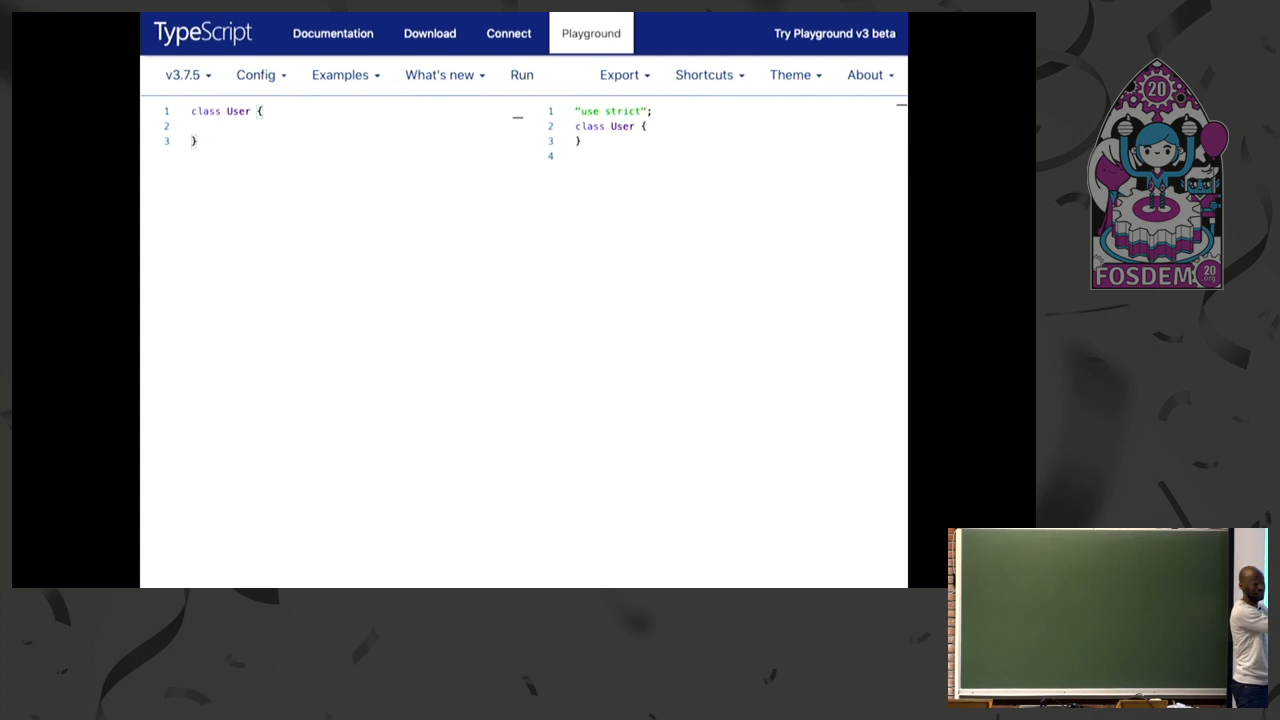 TypeScript Documentation Download Connect Playground Try Playground v3 beta
v3.7.5 Config Examples What's new Run Export Shortcuts Theme About
1 class User {
2
3 }
1 "use strict";
2 class User {
3 }
4
20
FOSDEM 20 .org